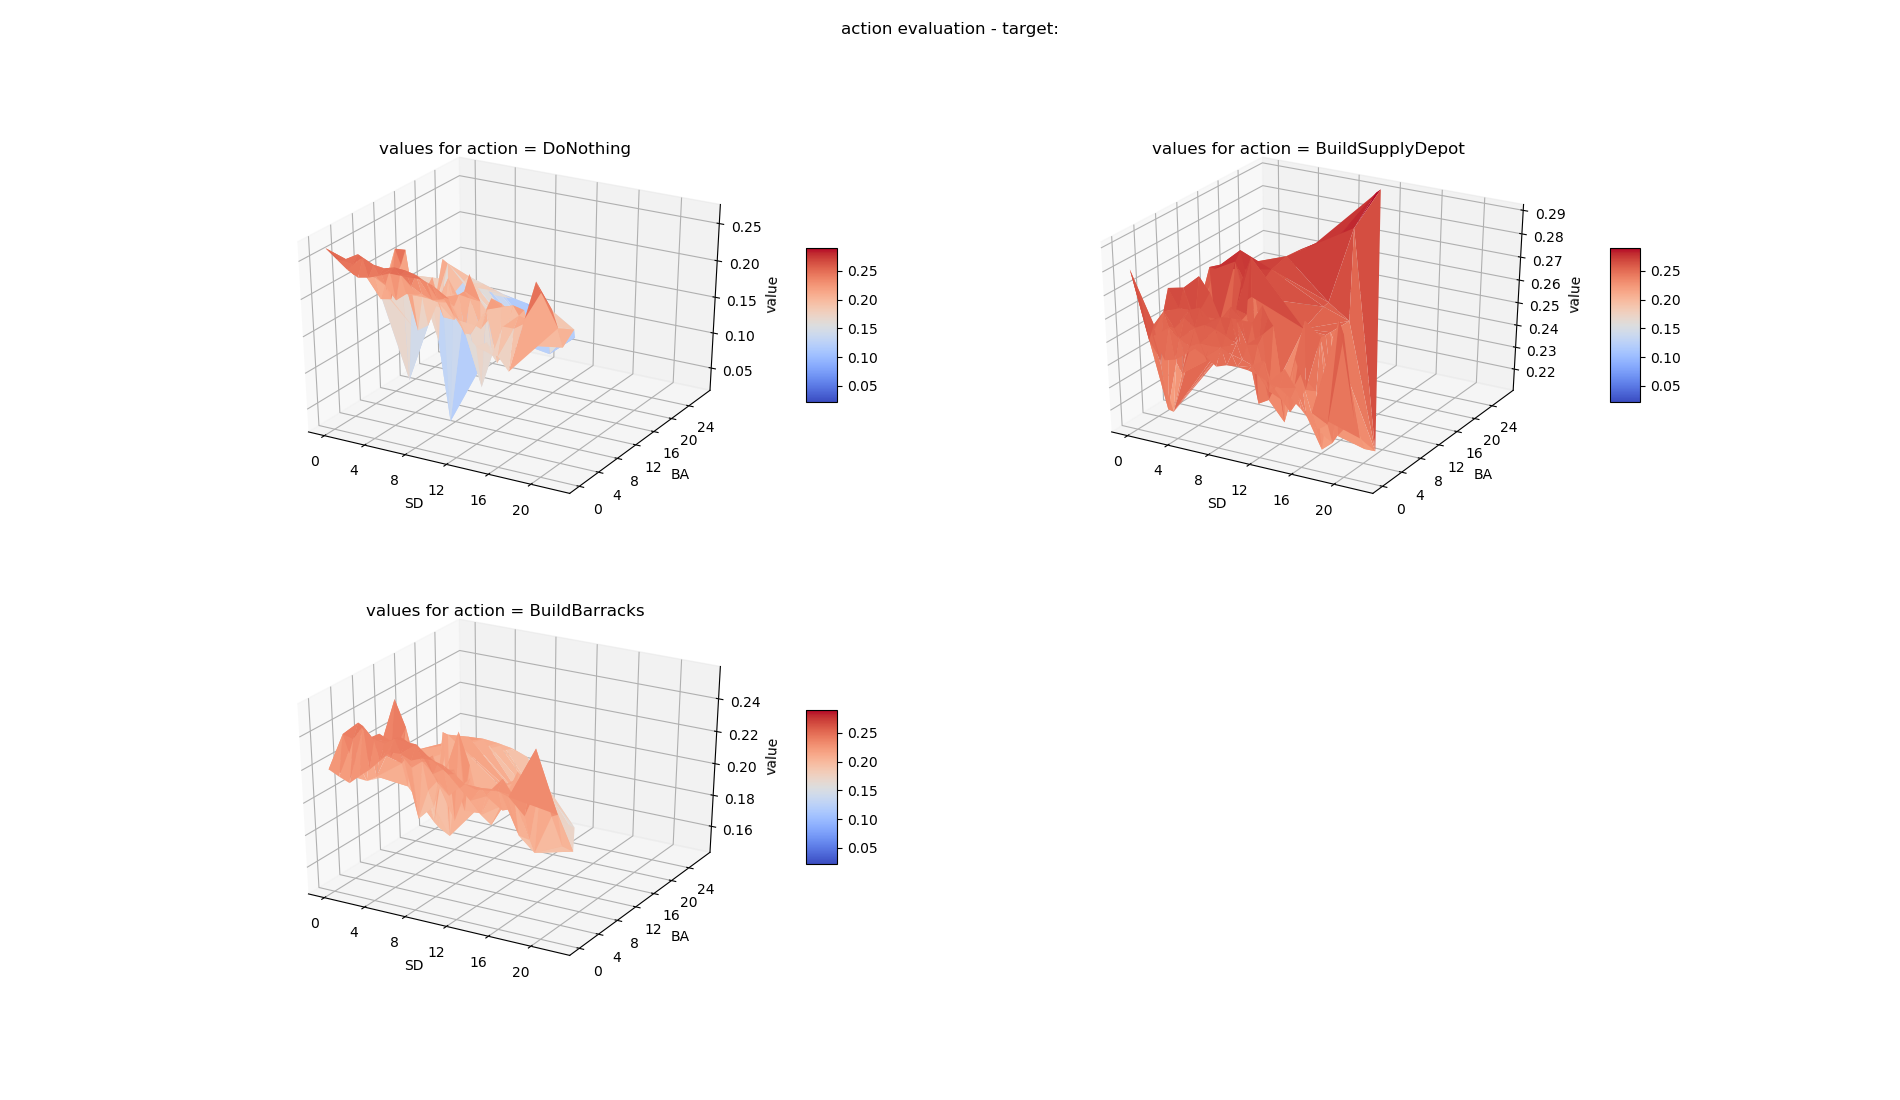 action evaluation - target:
values for action = DoNothing
0.25
0.20
0.15
0.10
0.05
value
0 4 8 12 16 20
SD
0 4 8 12 16 20 24
BA
0.25
0.20
0.15
0.10
0.05
values for action = BuildSupplyDepot
0.29
0.28
0.27
0.26
0.25
0.24
0.23
0.22
value
0 4 8 12 16 20
SD
0 4 8 12 16 20 24
BA
0.25
0.20
0.15
0.10
0.05
values for action = BuildBarracks
0.24
0.22
0.20
0.18
0.16
value
0 4 8 12 16 20
SD
0 4 8 12 16 20 24
BA
0.25
0.20
0.15
0.10
0.05